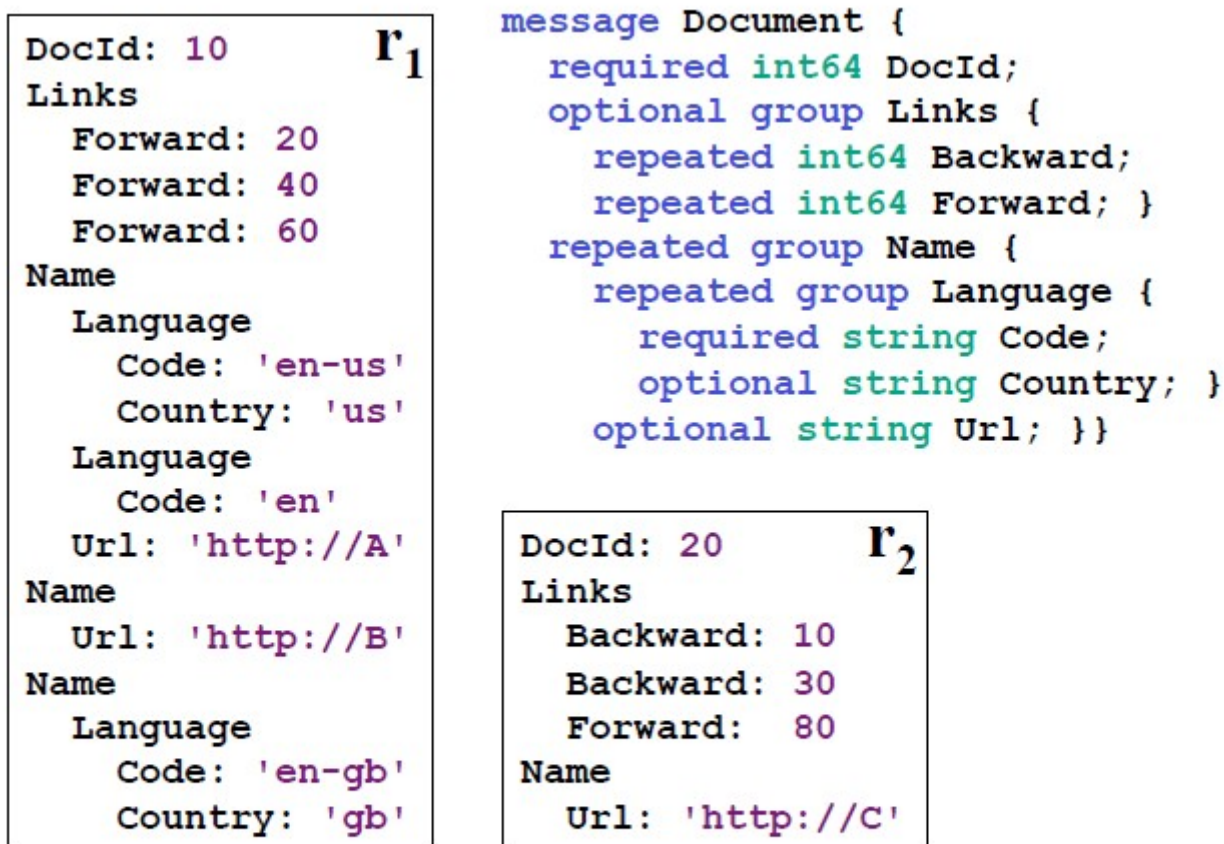 DocId: 10 r1
Links
Forward: 20
Forward: 40
Forward: 60
Name
Language
Code: 'en-us'
Country: 'us'
Language
Code: 'en'
Url: 'http://A'
Name
Url: 'http://B'
Name
Language
Code: 'en-gb'
Country: 'gb'
message Document {
required int64 DocId;
optional group Links {
repeated int64 Backward;
repeated int64 Forward; }
repeated group Name {
repeated group Language {
required string Code;
optional string Country; }
optional string Url; }}
DocId: 20 r2
Links
Backward: 10
Backward: 30
Forward: 80
Name
Url: 'http://C'